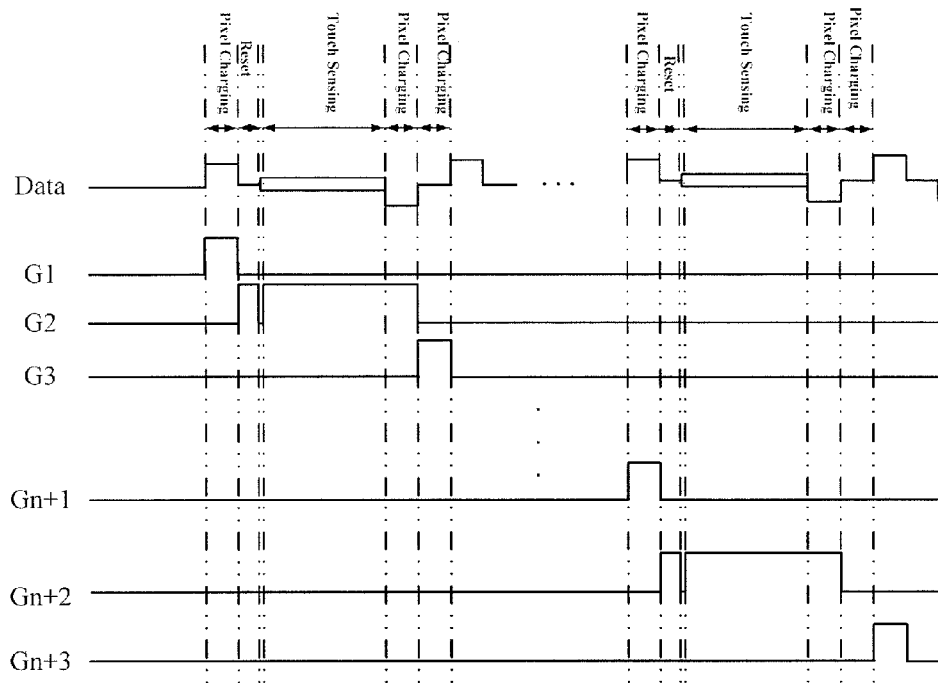 Pixel Charging
Reset
Touch Sensing
Pixel Charging
Pixel Charging
Pixel Charging
Reset
Touch Sensing
Pixel Charging
Pixel Charging
Data
G1
G2
G3
Gn+1
Gn+2
Gn+3